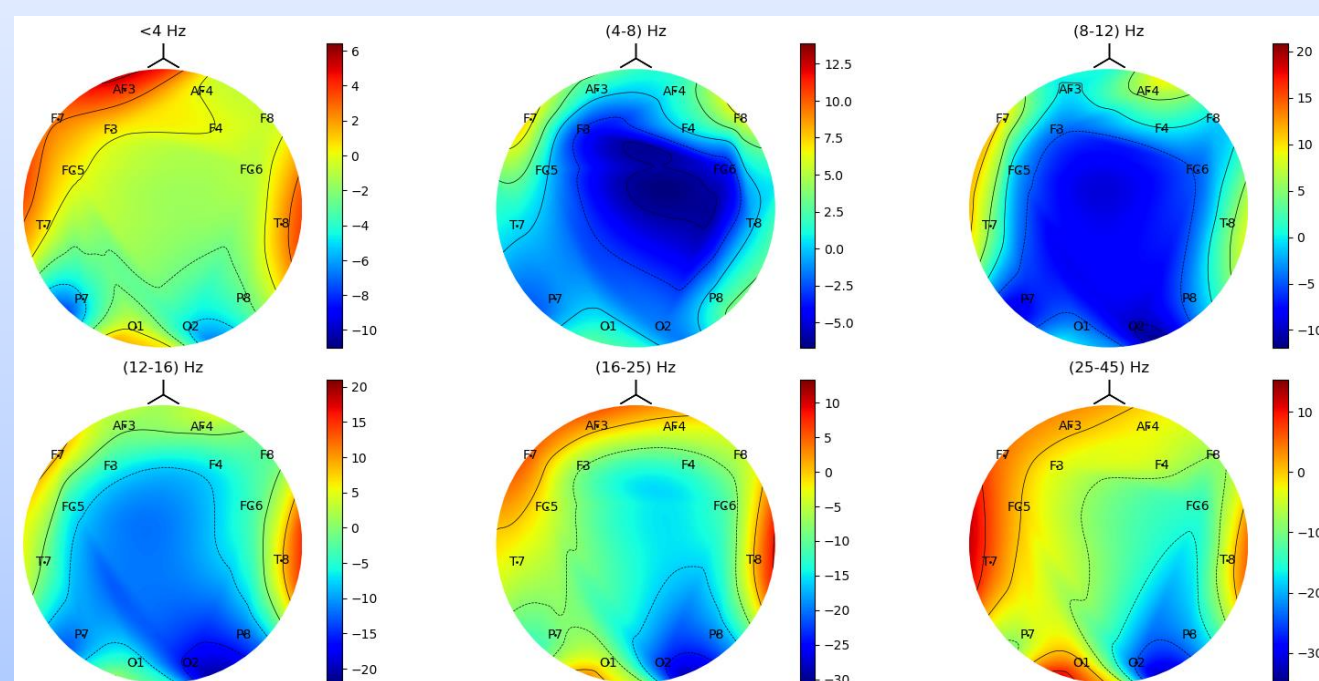 <4 Hz (4-8) Hz (8-12) Hz
AF3 AF4 F7 F3 F4 F8 FC5 FC6 T7 T8 P7 P8 O1 O2
6 4 2 0 −2 −4 −6 −8 −10
AF3 AF4 F7 F3 F4 F8 FC5 FC6 T7 T8 P7 P8 O1 O2
12.5 10.0 7.5 5.0 2.5 0.0 −2.5 −5.0
AF3 AF4 F7 F3 F4 F8 FC5 FC6 T7 T8 P7 P8 O1 O2
20 15 10 5 0 −5 −10
(12-16) Hz (16-25) Hz (25-45) Hz
AF3 AF4 F7 F3 F4 F8 FC5 FC6 T7 T8 P7 P8 O1 O2
20 15 10 5 0 −5 −10 −15 −20
AF3 AF4 F7 F3 F4 F8 FC5 FC6 T7 T8 P7 P8 O1 O2
10 5 0 −5 −10 −15 −20 −25 −30
AF3 AF4 F7 F3 F4 F8 FC5 FC6 T7 T8 P7 P8 O1 O2
10 0 −10 −20 −30